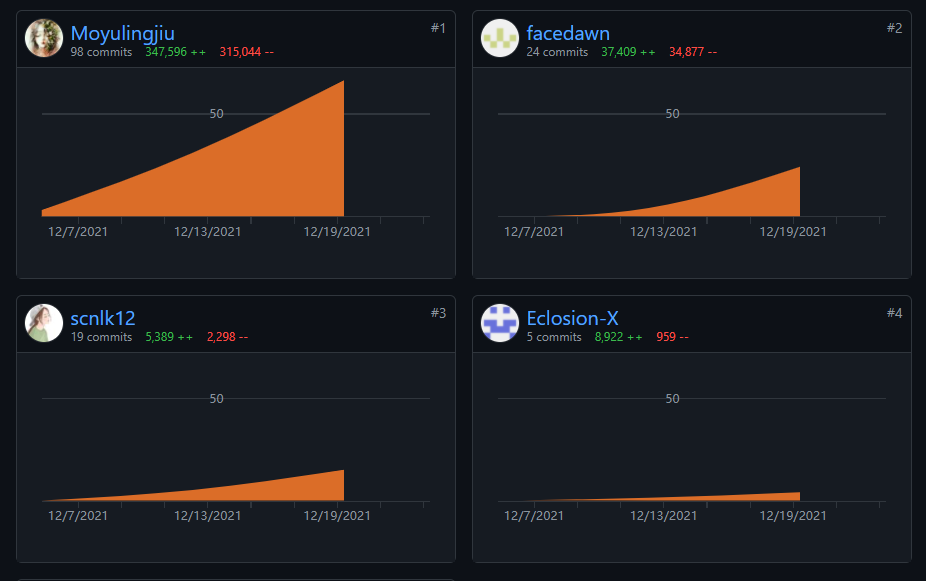 Moyulingjiu #1
98 commits 347,596 ++ 315,044 --
50
12/7/2021 12/13/2021 12/19/2021
facedawn #2
24 commits 37,409 ++ 34,877 --
50
12/7/2021 12/13/2021 12/19/2021
scnlk12 #3
19 commits 5,389 ++ 2,298 --
50
12/7/2021 12/13/2021 12/19/2021
Eclosion-X #4
5 commits 8,922 ++ 959 --
50
12/7/2021 12/13/2021 12/19/2021